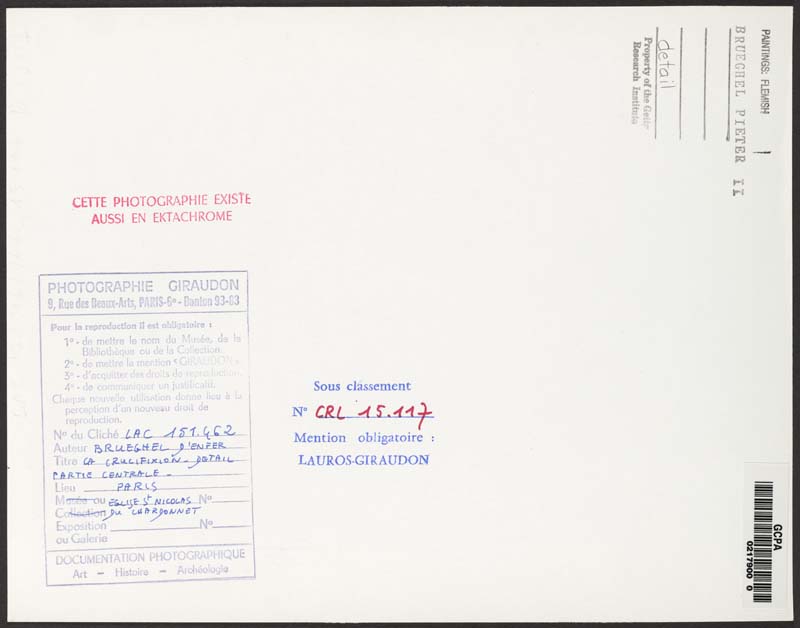 PAINTINGS: FLEMISH 1
BRUEGHEL PIETER II
detail
Property of the Getty
Research Institute
CETTE PHOTOGRAPHIE EXISTE
AUSSI EN EKTACHROME
PHOTOGRAPHIE GIRAUDON
9, Rue des Beaux-Arts, PARIS-6e - Danton 93-83
Pour la reproduction il est obligatoire :
1° - de mettre le nom du Musée, de la
Bibliothèque ou de la Collection
2° - de mettre la mention "GIRAUDON".
3° - d'acquitter des droits de reproduction.
4° - de communiquer un justificatif.
Chaque nouvelle utilisation donne lieu à la
perception d'un nouveau droit de
reproduction.
N° du Cliché LAC 151.462
Auteur BRUEGHEL D'ENFER
Titre LA CRUCIFIXION - DETAIL
PARTIE CENTRALE -
Lieu PARIS
Musée ou EGLISE St NICOLAS N°
Collection DU CHARDONNET
Exposition N°
ou Galerie
DOCUMENTATION PHOTOGRAPHIQUE
Art - Histoire - Archéologie
Sous classement
N° CRL 15.117
Mention obligatoire :
LAUROS-GIRAUDON
GCPA
0217900 0